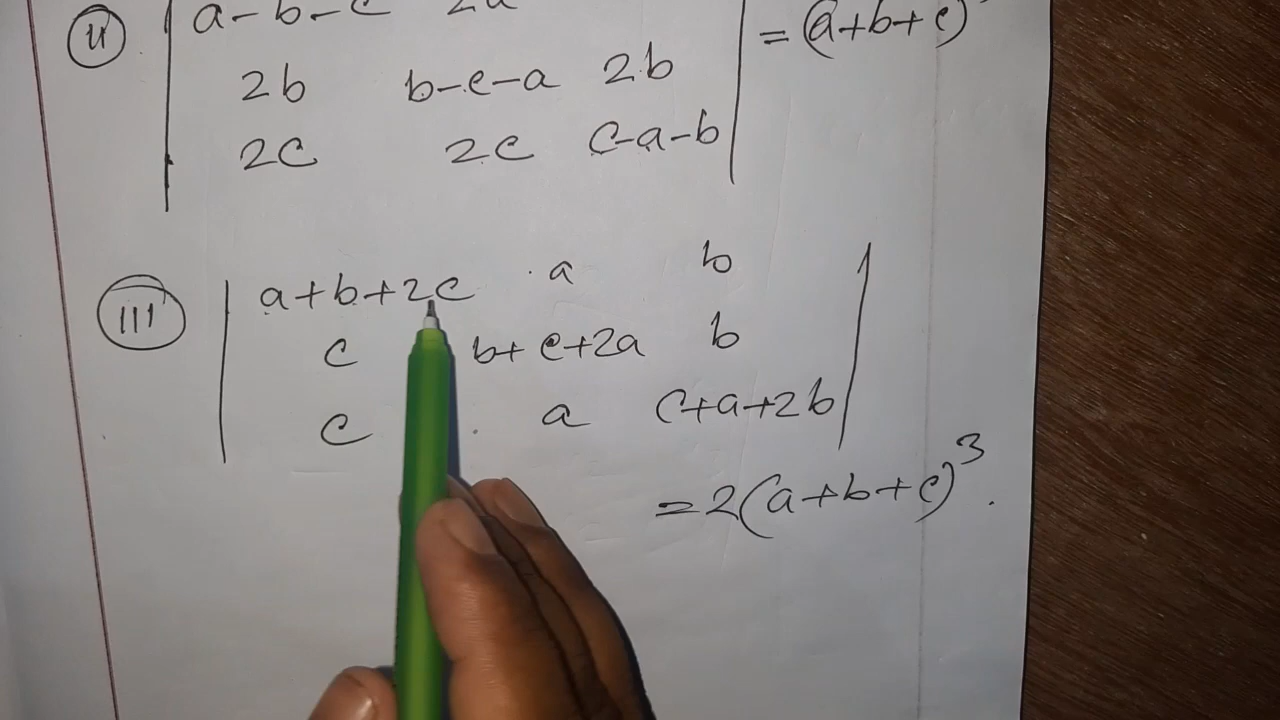 (ii) | a-b-c 2a
2b b-c-a 2b | = (a+b+c)
2c 2c c-a-b |
(iii) | a+b+2c a b |
c b+c+2a b
c a c+a+2b
= 2(a+b+c)³.